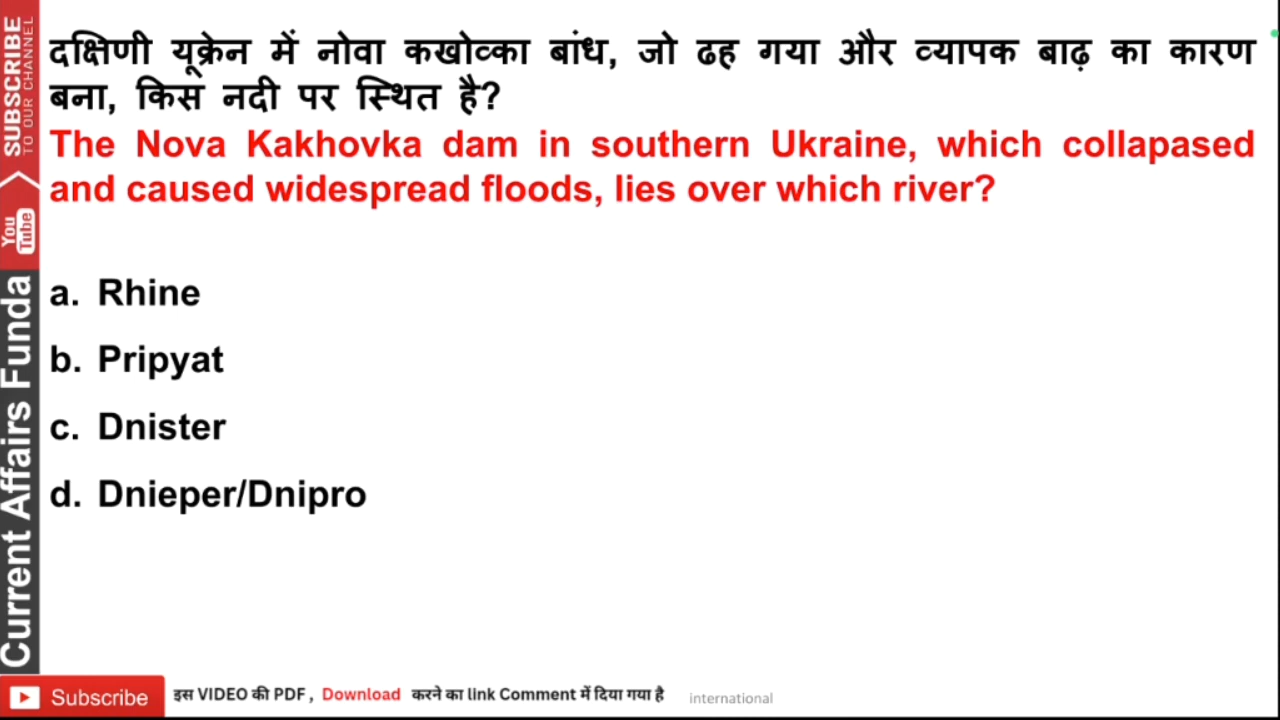 दक्षिणी यूक्रेन में नोवा कखोव्का बांध, जो ढह गया और व्यापक बाढ़ का कारण
बना, किस नदी पर स्थित है?
The Nova Kakhovka dam in southern Ukraine, which collapased
and caused widespread floods, lies over which river?
a. Rhine
b. Pripyat
c. Dnister
d. Dnieper/Dnipro
SUBSCRIBE
TO OUR CHANNEL
You
Tube
Current Affairs Funda
Subscribe
इस VIDEO की PDF , Download करने का link Comment में दिया गया है
international